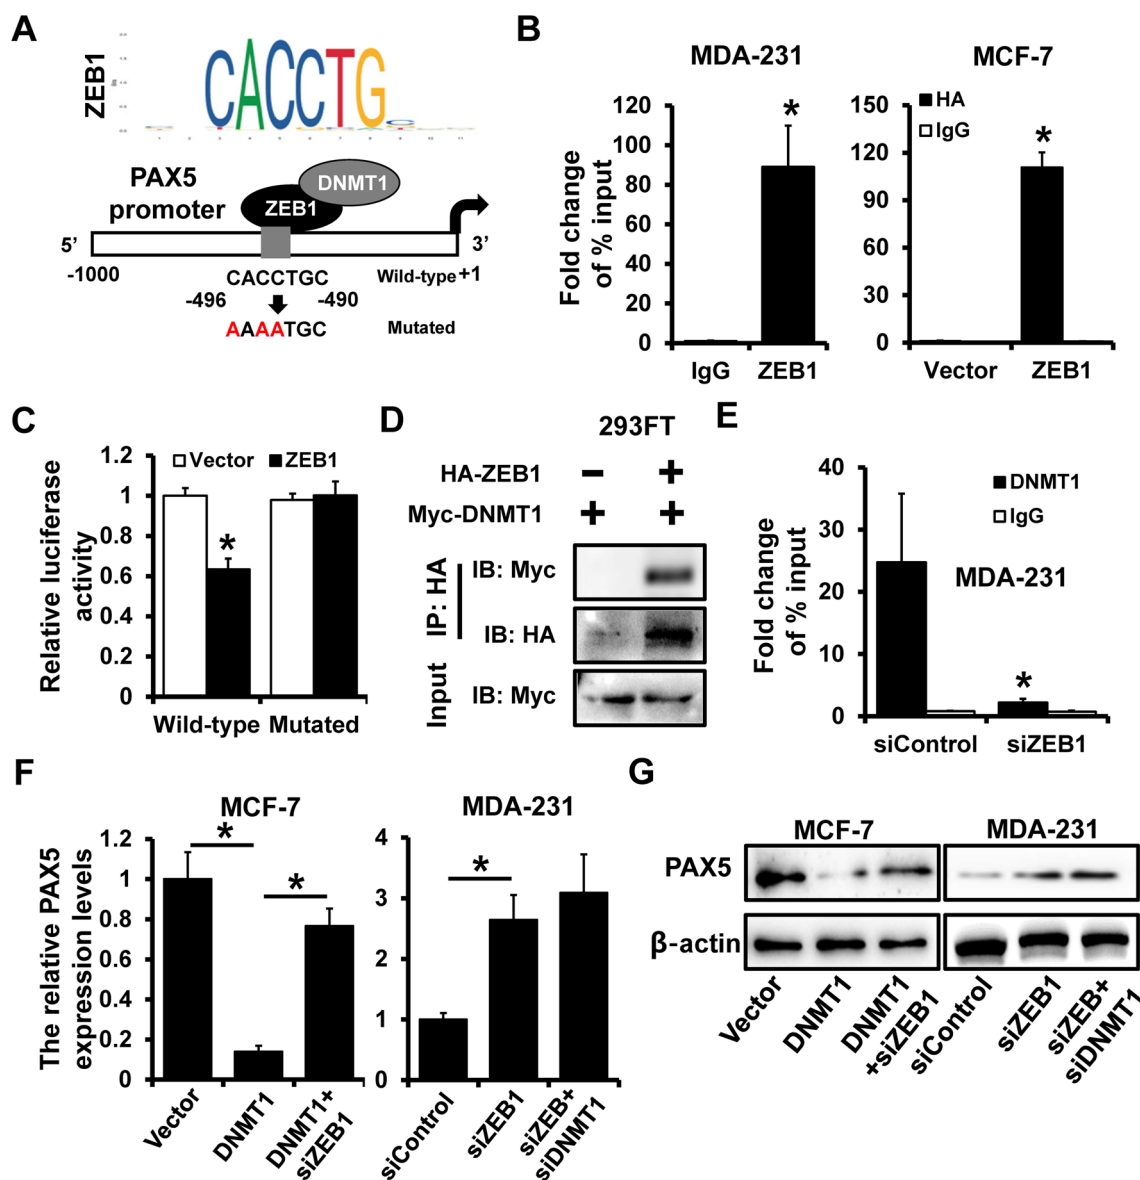 A
ZEB1
CACCTG
PAX5
promoter
DNMT1
ZEB1
5’
3’
-1000
CACCTGC
Wild-type
+1
-496
-490
AAAATGC
Mutated
B
MDA-231
MCF-7
Fold change
of % input
120
100
80
60
40
20
0
IgG
ZEB1
150
120
90
60
30
0
HA
IgG
*
*
Vector
ZEB1
C
Relative luciferase
activity
1.2
1
0.8
0.6
0.4
0.2
0
Vector
ZEB1
*
Wild-type
Mutated
D
293FT
HA-ZEB1
− +
Myc-DNMT1
+ +
IP: HA
IB: Myc
IB: HA
Input
IB: Myc
E
Fold change
of % input
40
30
20
10
0
DNMT1
IgG
MDA-231
*
siControl
siZEB1
F
The relative PAX5
expression levels
MCF-7
1.2
1
0.8
0.6
0.4
0.2
0
*
*
Vector
DNMT1
DNMT1+
siZEB1
MDA-231
4
3
2
1
0
*
siControl
siZEB1
siZEB+
siDNMT1
G
MCF-7
MDA-231
PAX5
β-actin
Vector
DNMT1
DNMT1
+siZEB1
siControl
siZEB1
siZEB+
siDNMT1